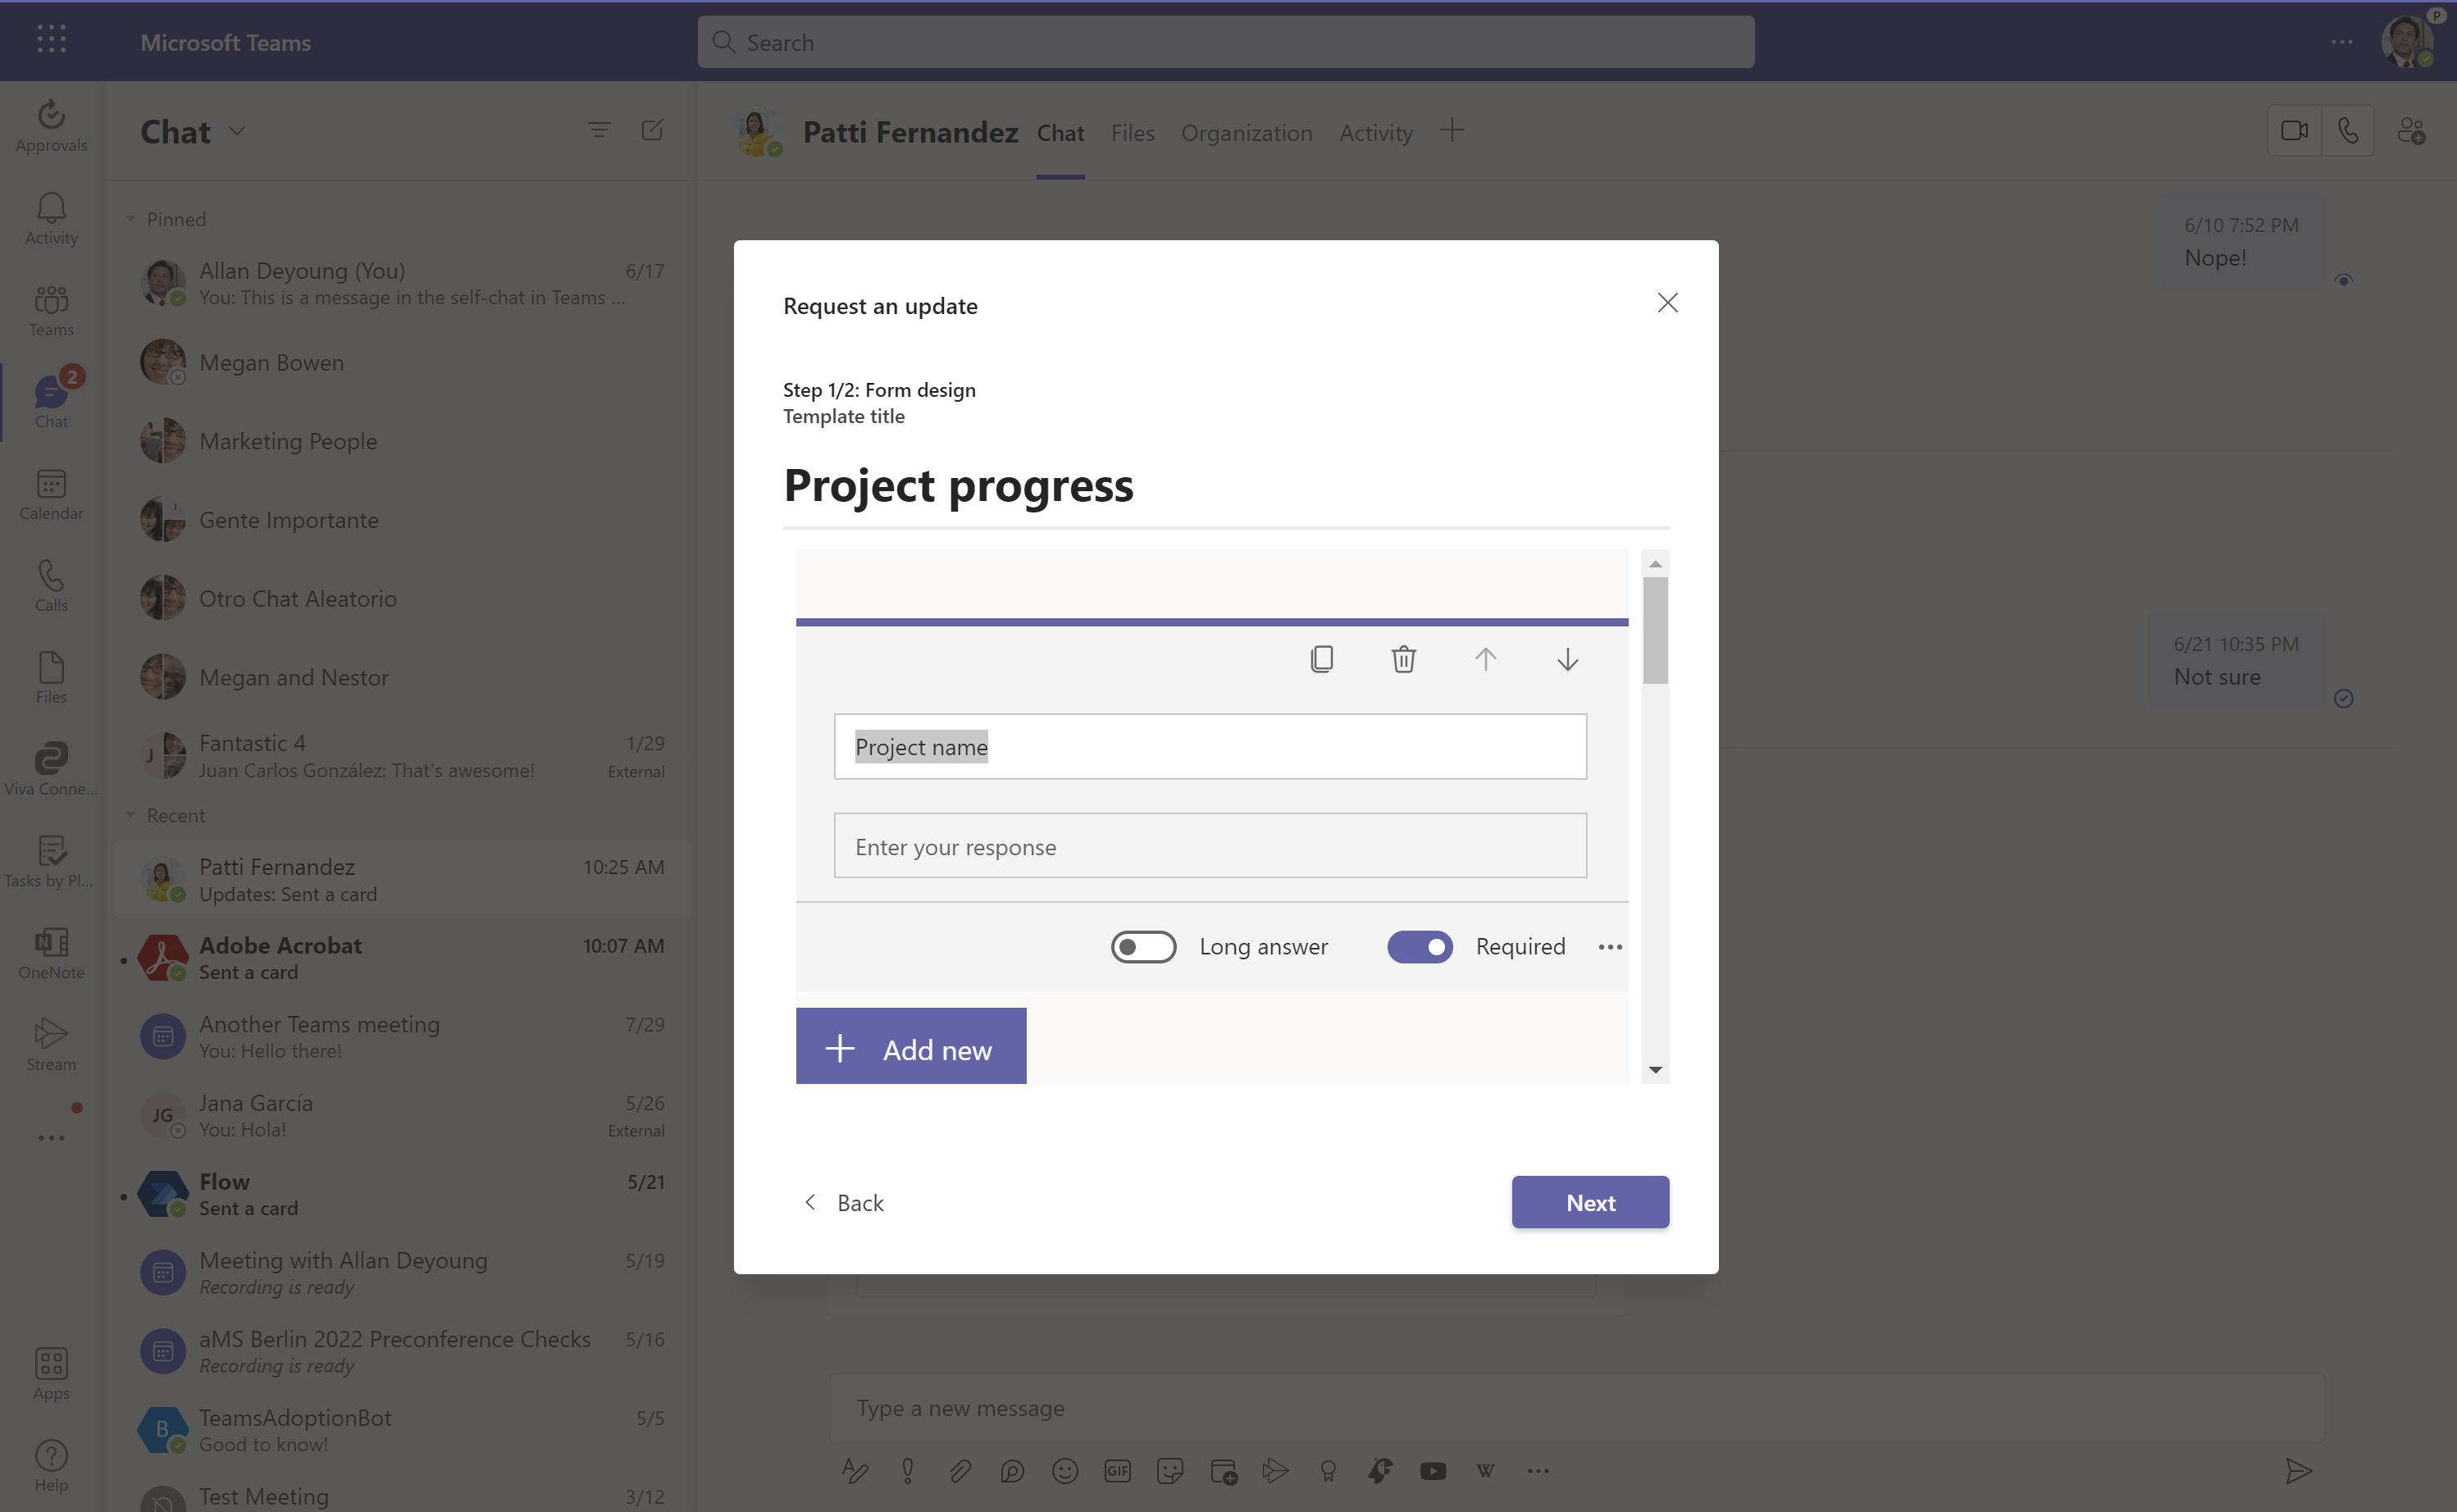 Microsoft Teams
Search
P
Approvals
Activity
Teams
2
Chat
Calendar
Calls
Files
Viva Conne...
Tasks by Pl...
N
OneNote
Stream
Apps
Help
Chat
Pinned
Allan Deyoung (You)
6/17
You: This is a message in the self-chat in Teams ...
Megan Bowen
Marketing People
J
Gente Importante
Otro Chat Aleatorio
Megan and Nestor
J
Fantastic 4
1/29
Juan Carlos González: That's awesome!
External
Recent
Patti Fernandez
10:25 AM
Updates: Sent a card
Adobe Acrobat
10:07 AM
Sent a card
Another Teams meeting
7/29
You: Hello there!
JG
Jana García
5/26
You: Hola!
External
Flow
5/21
Sent a card
Meeting with Allan Deyoung
5/19
Recording is ready
aMS Berlin 2022 Preconference Checks
5/16
Recording is ready
B
TeamsAdoptionBot
5/5
Good to know!
Test Meeting
3/12
Patti Fernandez
Chat
Files
Organization
Activity
6/10 7:52 PM
Nope!
6/21 10:35 PM
Not sure
Request an update
Step 1/2: Form design
Template title
Project progress
Project name
Enter your response
Long answer
Required
Add new
Back
Next
Type a new message
GIF
W